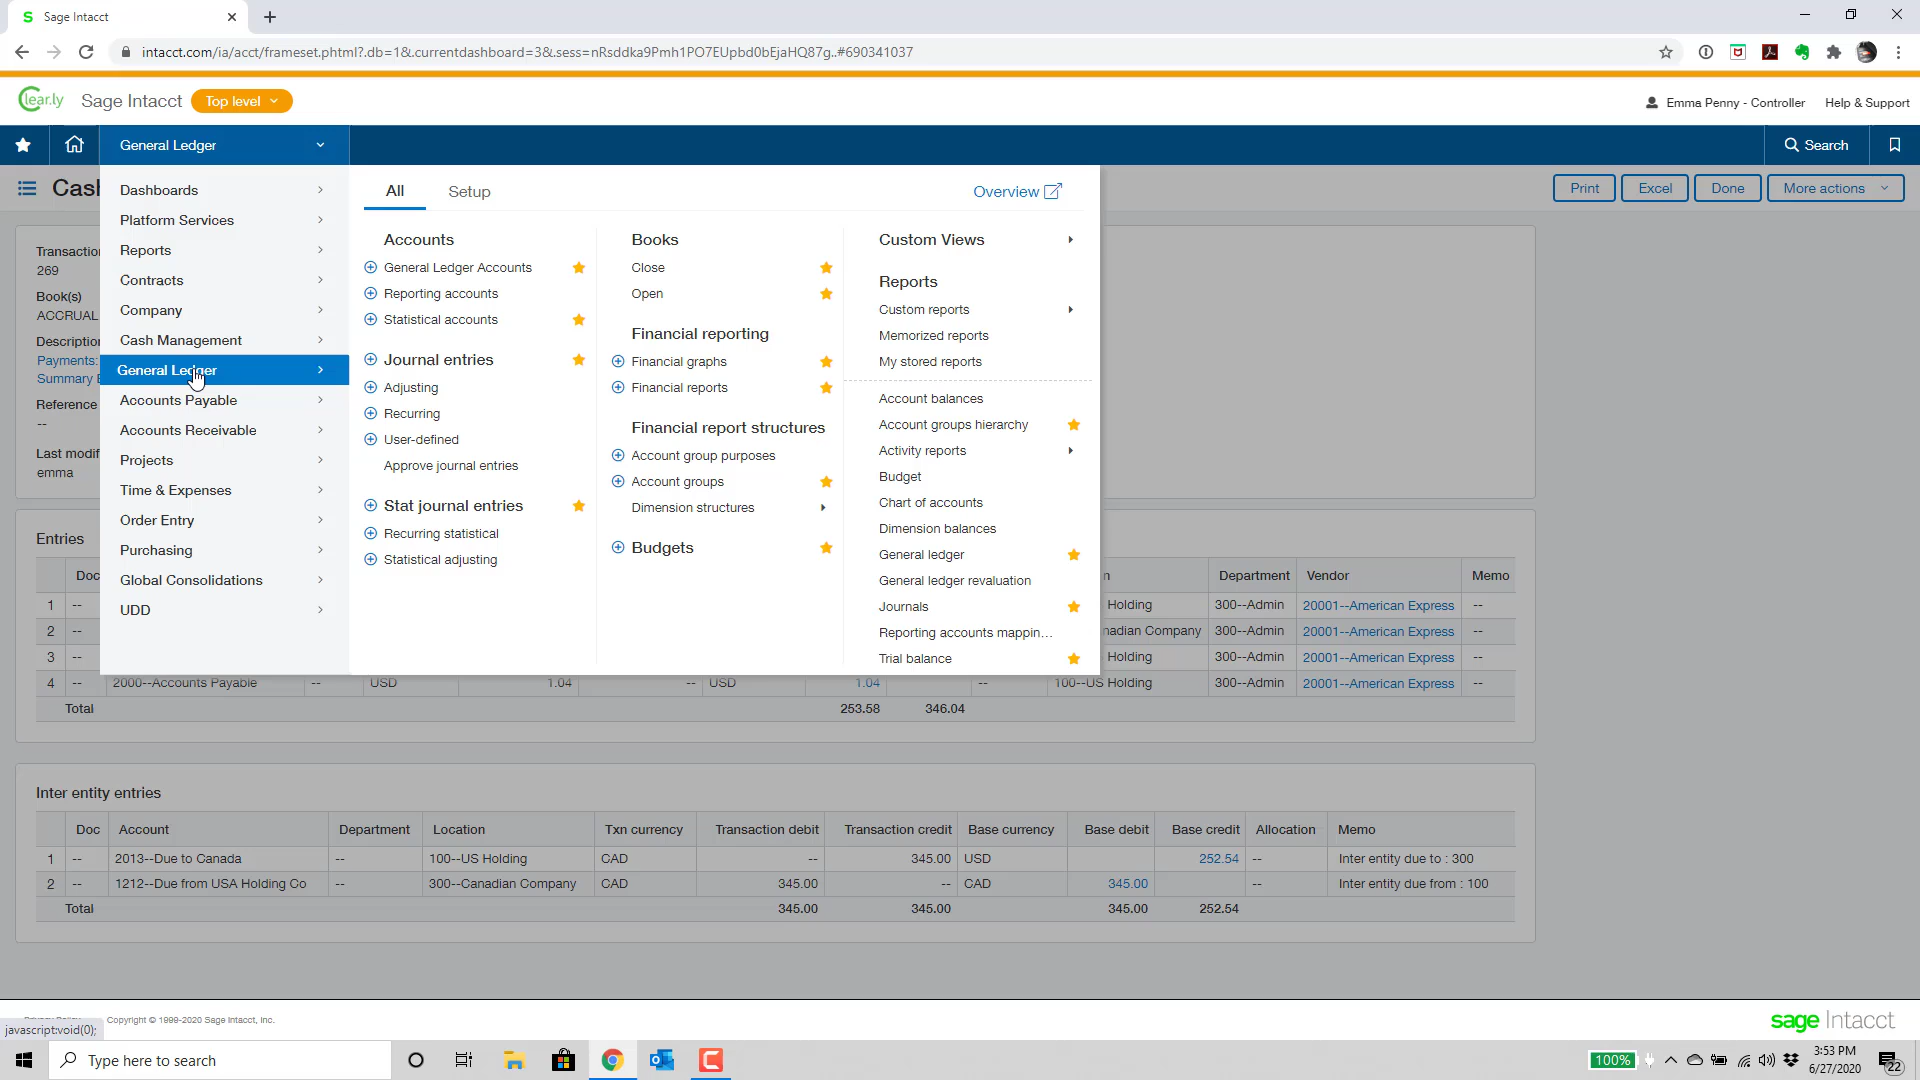 Sage Intacct
intacct.com/ia/acct/frameset.phtml?.db=1&.currentdashboard=3&.sess=nRsddka9Pmh1PO7EUpbd0bEjaHQ87g..#690341037
Clear.ly Sage Intacct Top level
Emma Penny - Controller Help & Support
General Ledger
Search
Cash
Print Excel Done More actions
Dashboards
Platform Services
Reports
Contracts
Company
Cash Management
General Ledger
Accounts Payable
Accounts Receivable
Projects
Time & Expenses
Order Entry
Purchasing
Global Consolidations
UDD
All Setup Overview
Accounts
General Ledger Accounts
Reporting accounts
Statistical accounts
Journal entries
Adjusting
Recurring
User-defined
Approve journal entries
Stat journal entries
Recurring statistical
Statistical adjusting
Books
Close
Open
Financial reporting
Financial graphs
Financial reports
Financial report structures
Account group purposes
Account groups
Dimension structures
Budgets
Custom Views
Reports
Custom reports
Memorized reports
My stored reports
Account balances
Account groups hierarchy
Activity reports
Budget
Chart of accounts
Dimension balances
General ledger
General ledger revaluation
Journals
Reporting accounts mappin...
Trial balance
Transaction
269
Book(s)
ACCRUAL
Description
Payments:
Summary
Reference
--
Last modif
emma
Entries
Doc n Department Vendor Memo
1 -- Holding 300--Admin 20001--American Express --
2 -- nadian Company 300--Admin 20001--American Express --
3 -- Holding 300--Admin 20001--American Express --
4 -- 2000--Accounts Payable -- USD 1.04 -- USD 1.04 -- 100--US Holding 300--Admin 20001--American Express --
Total 253.58 346.04
Inter entity entries
Doc Account Department Location Txn currency Transaction debit Transaction credit Base currency Base debit Base credit Allocation Memo
1 -- 2013--Due to Canada -- 100--US Holding CAD -- 345.00 USD 252.54 -- Inter entity due to : 300
2 -- 1212--Due from USA Holding Co -- 300--Canadian Company CAD 345.00 -- CAD 345.00 -- Inter entity due from : 100
Total 345.00 345.00 345.00 252.54
Privacy Policy Copyright © 1999-2020 Sage Intacct, Inc.
javascript:void(0);
sage Intacct
Type here to search
100%
3:53 PM
6/27/2020
22